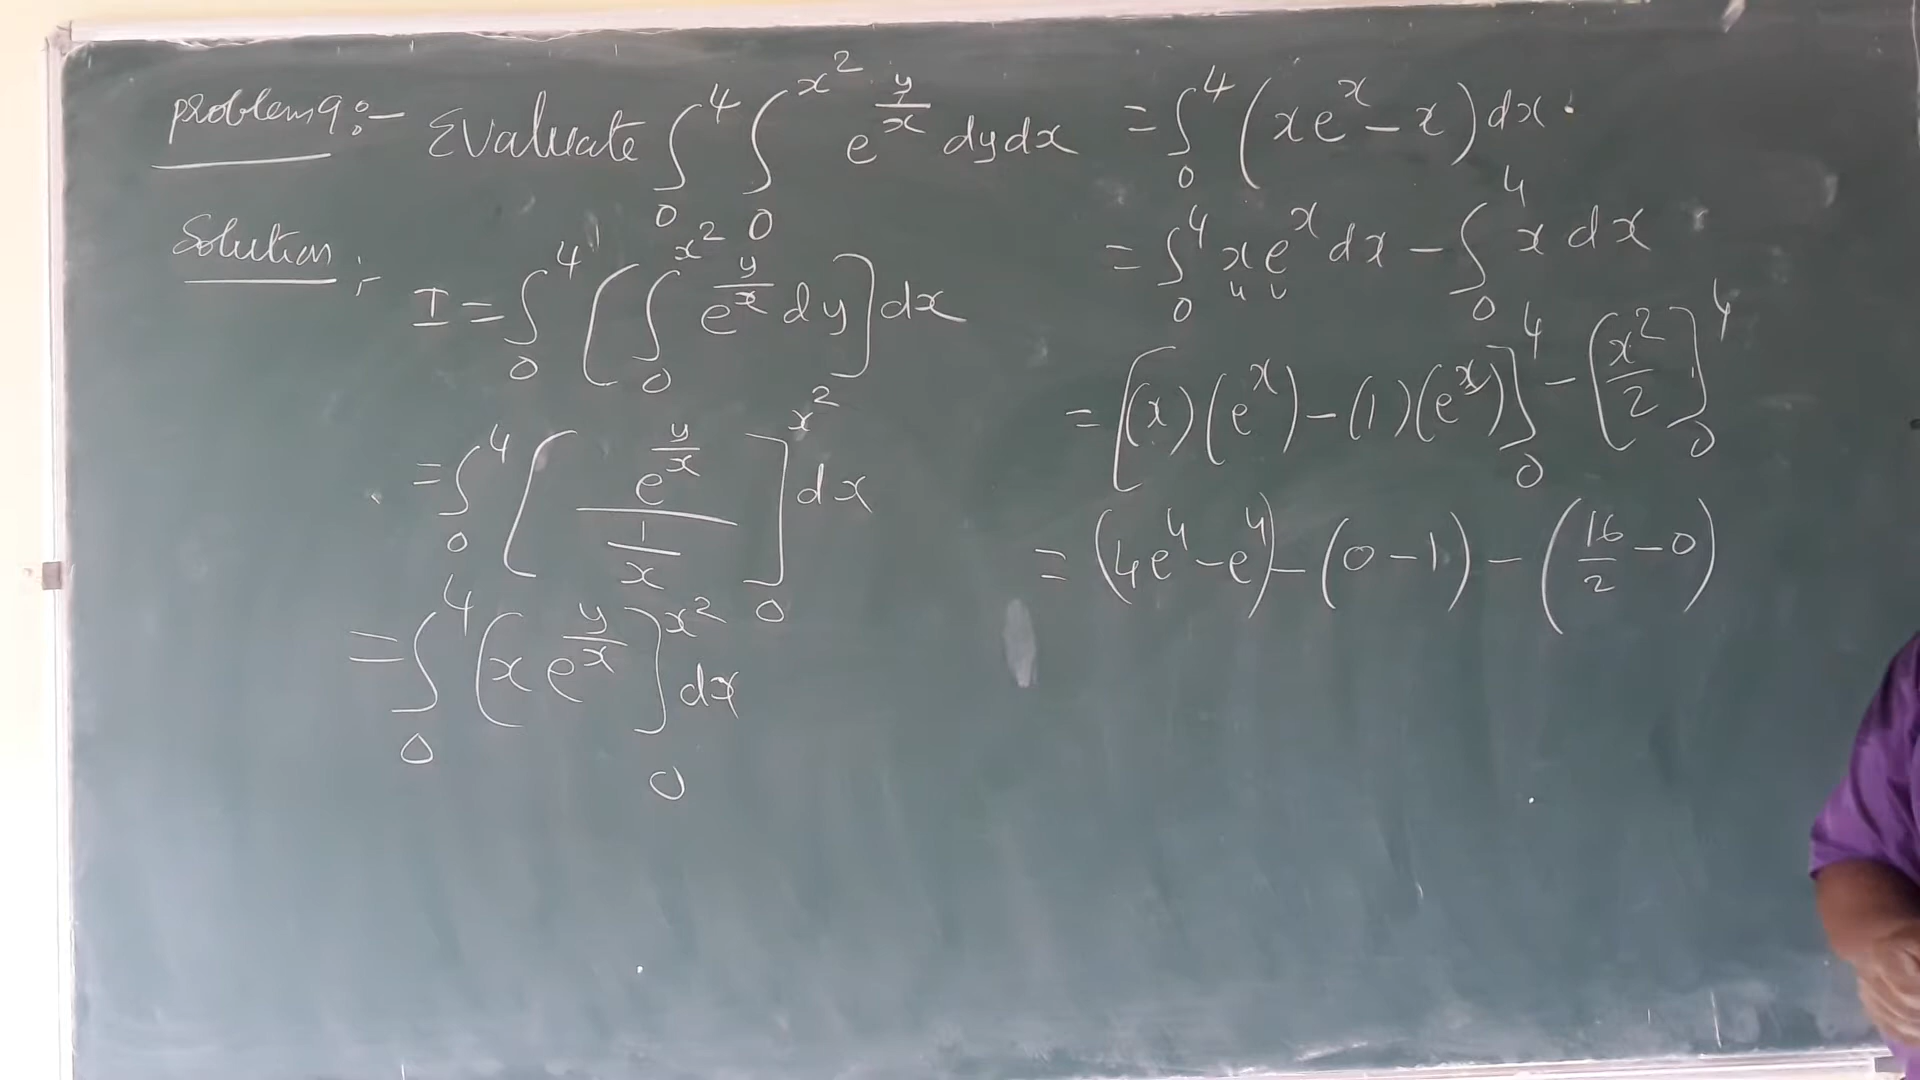 problem 9:- Evaluate ∫₀⁴ ∫₀^{x²} e^{y/x} dy dx
Solution :-
I = ∫₀⁴ [∫₀^{x²} e^{y/x} dy] dx
= ∫₀⁴ [e^{y/x} / (1/x)]₀^{x²} dx
= ∫₀⁴ [x e^{y/x}]₀^{x²} dx
= ∫₀⁴ (x e^x - x) dx.
= ∫₀⁴ x e^x dx - ∫₀⁴ x dx
u v
= [(x)(e^x) - (1)(e^x)]₀⁴ - [x²/2]₀⁴
= (4e⁴ - e⁴) - (0 - 1) - (16/2 - 0)